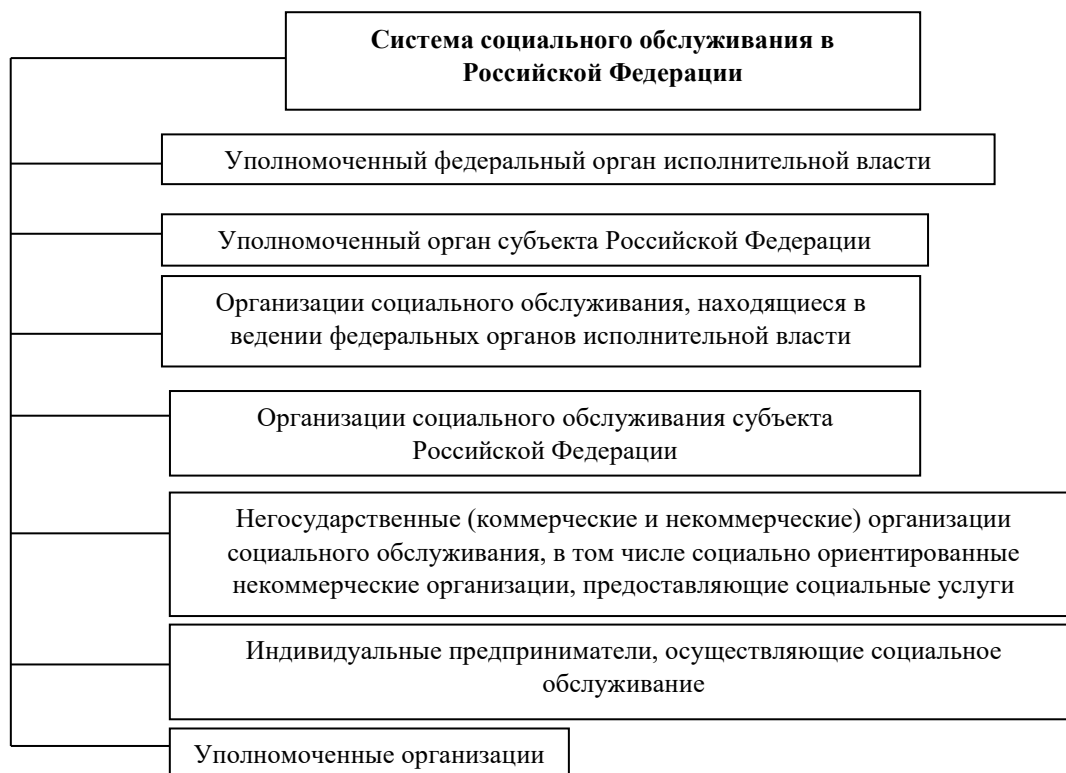 Система социального обслуживания в
Российской Федерации
Уполномоченный федеральный орган исполнительной власти
Уполномоченный орган субъекта Российской Федерации
Организации социального обслуживания, находящиеся в
ведении федеральных органов исполнительной власти
Организации социального обслуживания субъекта
Российской Федерации
Негосударственные (коммерческие и некоммерческие) организации
социального обслуживания, в том числе социально ориентированные
некоммерческие организации, предоставляющие социальные услуги
Индивидуальные предприниматели, осуществляющие социальное
обслуживание
Уполномоченные организации